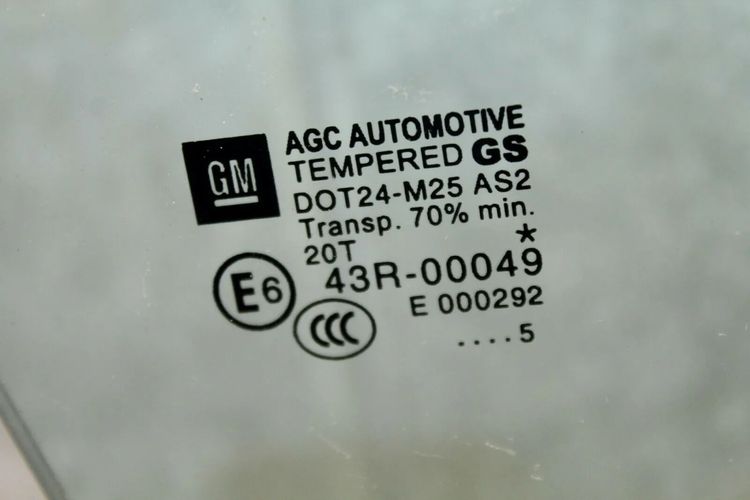 GM
AGC AUTOMOTIVE
TEMPERED GS
DOT24-M25 AS2
Transp. 70% min.
20T *
E6 43R-00049
CCC E 000292
....5